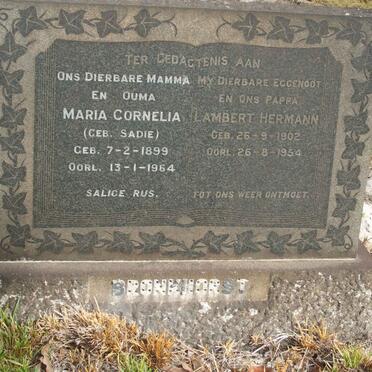 TER GEDAGTENIS AAN
ONS DIERBARE MAMMA
EN OUMA
MARIA CORNELIA
(GEB. SADIE)
GEB. 7-2-1899
OORL. 13-1-1964
SALIGE RUS.
MY DIERBARE EGGENOOT
EN ONS PAPPA
LAMBERT HERMANN
GEB. 26-9-1902
OORL. 26-8-1954
TOT ONS WEER ONTMOET.
BRONKHORST